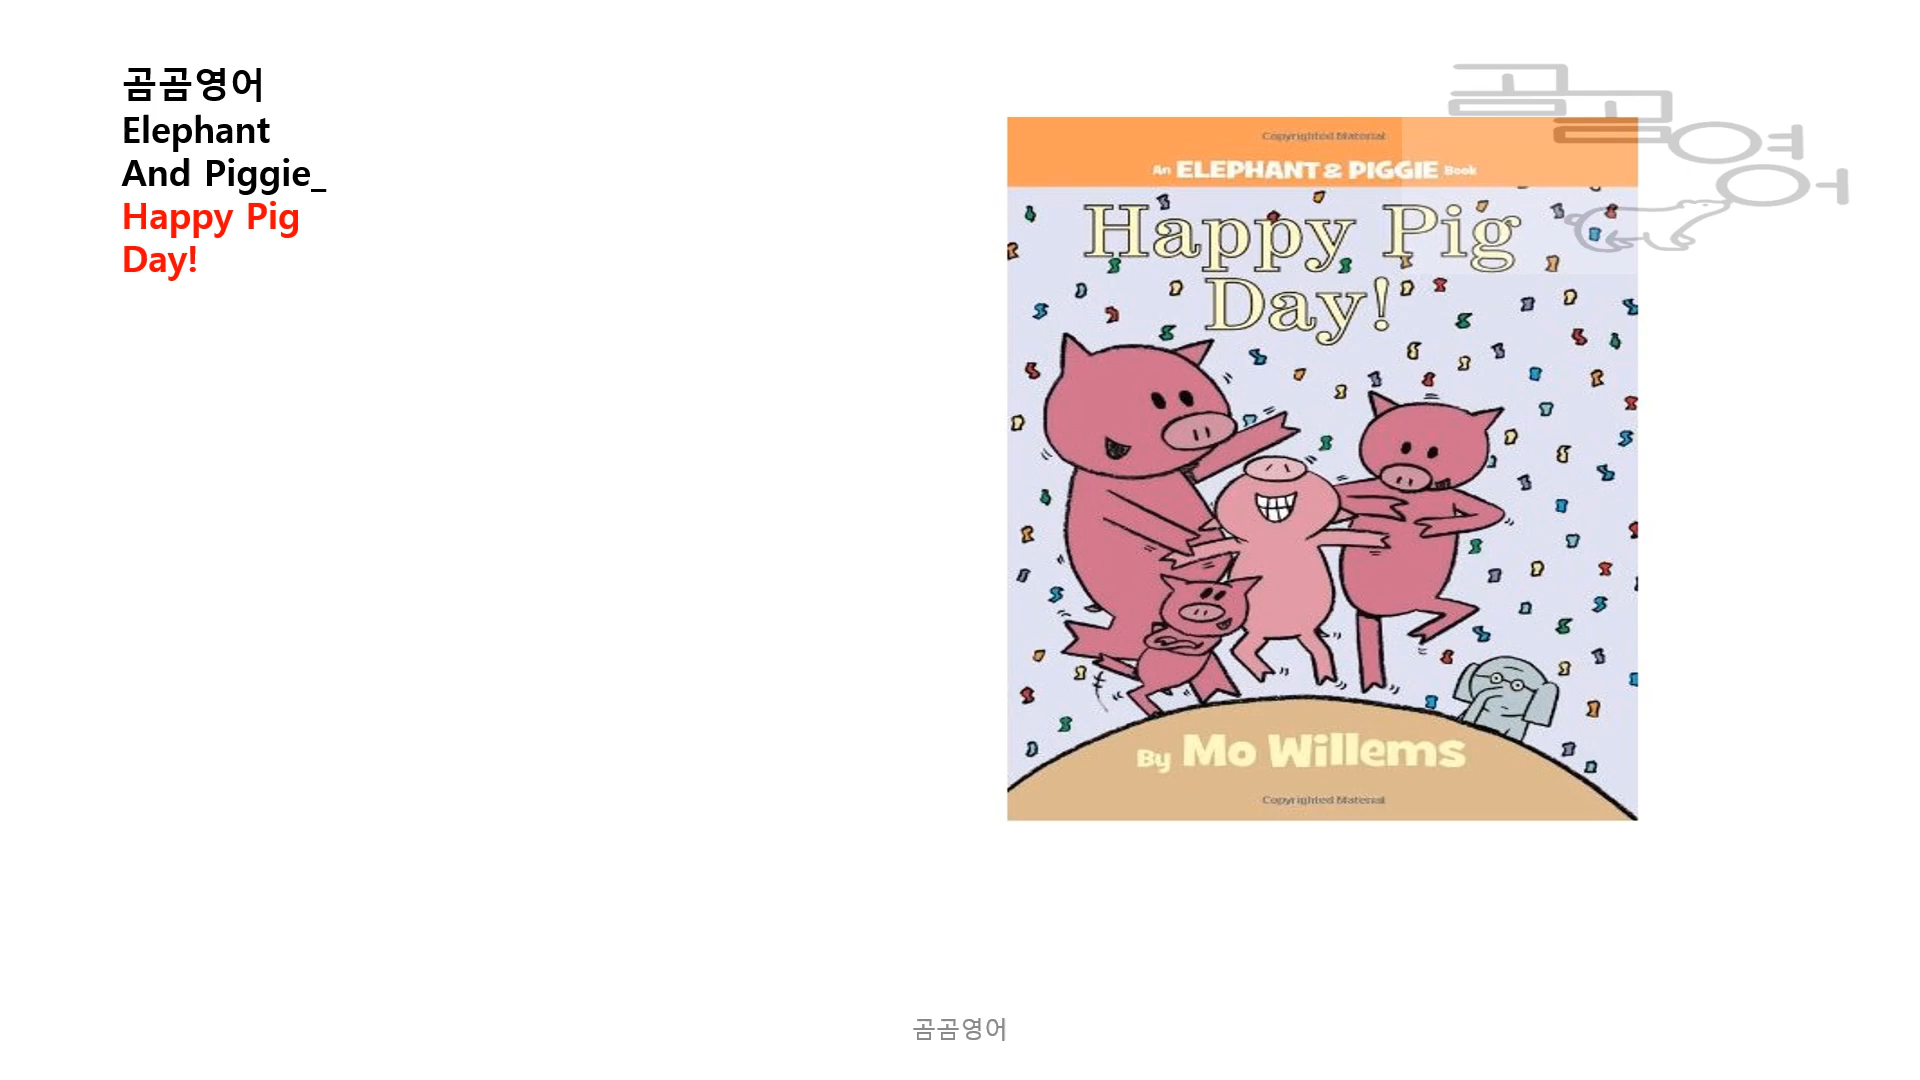 곰곰영어
Elephant
And Piggie_
Happy Pig
Day!
곰곰영어
Copyrighted Material
An ELEPHANT & PIGGIE Book
Happy Pig
Day!
By Mo Willems
Copyrighted Material
곰곰영어